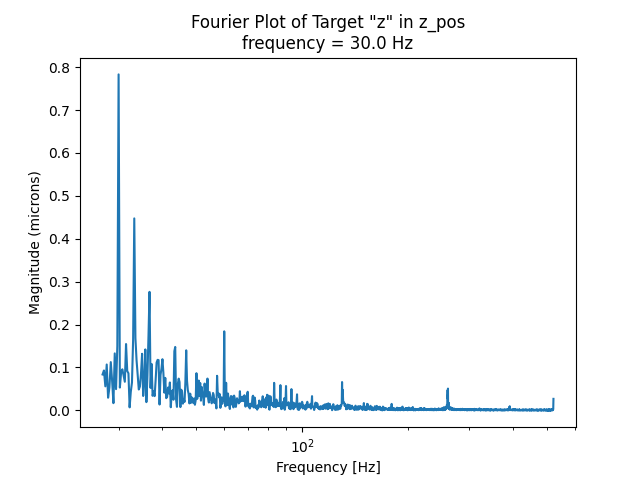 Fourier Plot of Target "z" in z_pos
frequency = 30.0 Hz
0.8
0.7
0.6
0.5
0.4
0.3
0.2
0.1
0.0
Magnitude (microns)
10²
Frequency [Hz]